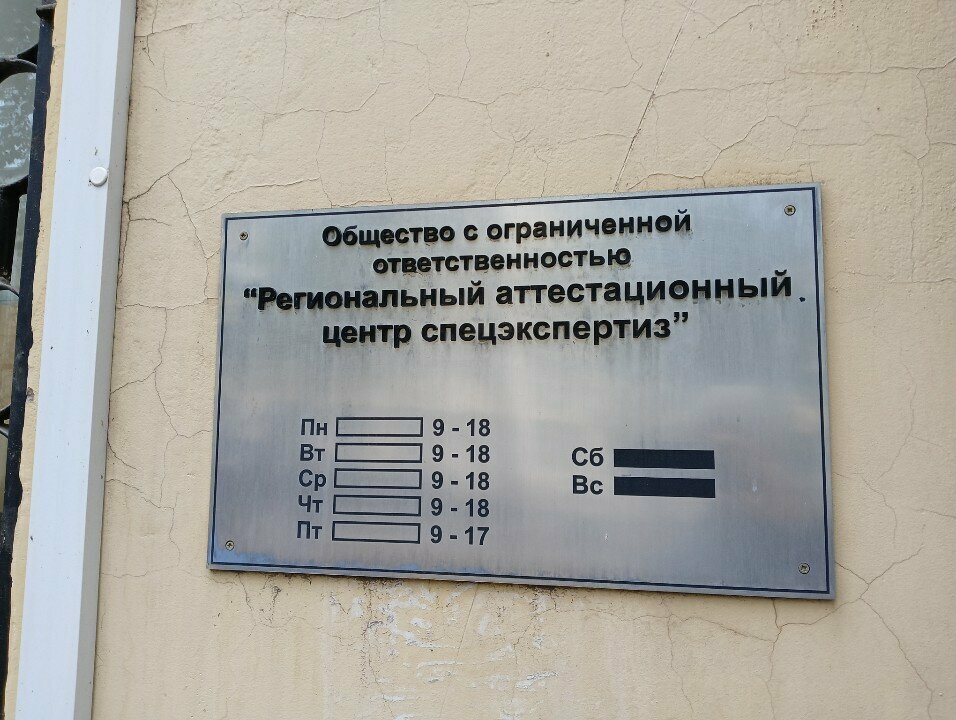 Общество с ограниченной
ответственностью
“Региональный аттестационный
центр спецэкспертиз”
Пн 9 - 18
Вт 9 - 18
Ср 9 - 18
Чт 9 - 18
Пт 9 - 17
Сб
Вс